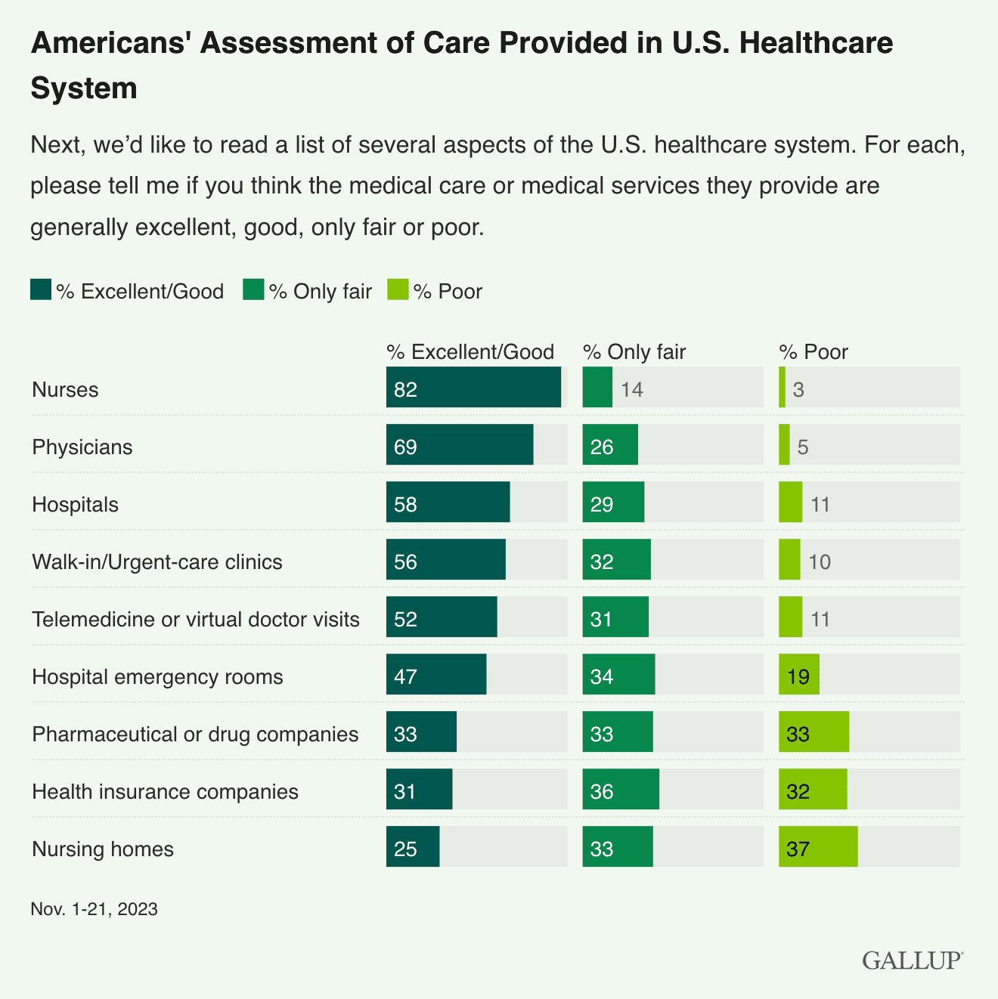 Americans' Assessment of Care Provided in U.S. Healthcare
System
Next, we’d like to read a list of several aspects of the U.S. healthcare system. For each,
please tell me if you think the medical care or medical services they provide are
generally excellent, good, only fair or poor.
% Excellent/Good % Only fair % Poor
% Excellent/Good % Only fair % Poor
Nurses 82 14 3
Physicians 69 26 5
Hospitals 58 29 11
Walk-in/Urgent-care clinics 56 32 10
Telemedicine or virtual doctor visits 52 31 11
Hospital emergency rooms 47 34 19
Pharmaceutical or drug companies 33 33 33
Health insurance companies 31 36 32
Nursing homes 25 33 37
Nov. 1-21, 2023
GALLUP®